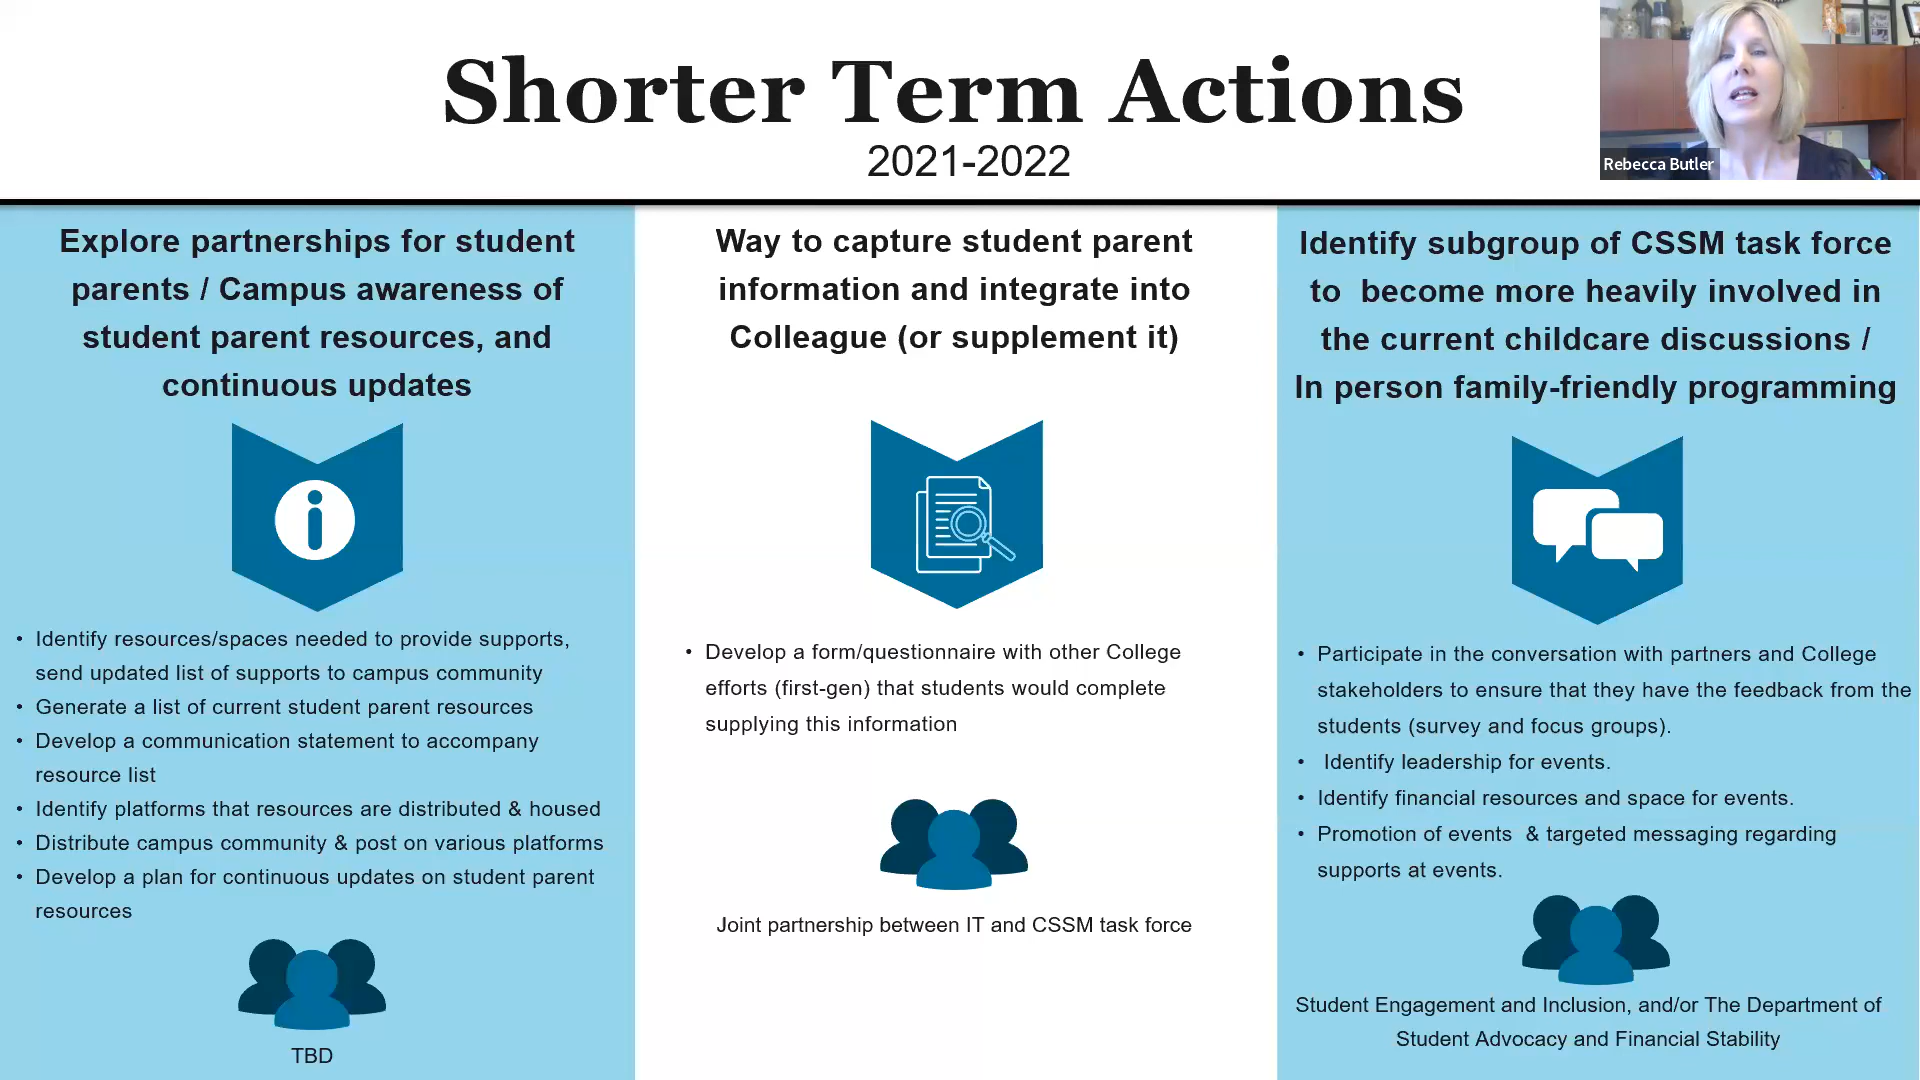 Shorter Term Actions
2021-2022
Rebecca Butler
Explore partnerships for student
parents / Campus awareness of
student parent resources, and
continuous updates
• Identify resources/spaces needed to provide supports,
send updated list of supports to campus community
• Generate a list of current student parent resources
• Develop a communication statement to accompany
resource list
• Identify platforms that resources are distributed & housed
• Distribute campus community & post on various platforms
• Develop a plan for continuous updates on student parent
resources
TBD
Way to capture student parent
information and integrate into
Colleague (or supplement it)
• Develop a form/questionnaire with other College
efforts (first-gen) that students would complete
supplying this information
Joint partnership between IT and CSSM task force
Identify subgroup of CSSM task force
to become more heavily involved in
the current childcare discussions /
In person family-friendly programming
• Participate in the conversation with partners and College
stakeholders to ensure that they have the feedback from the
students (survey and focus groups).
• Identify leadership for events.
• Identify financial resources and space for events.
• Promotion of events & targeted messaging regarding
supports at events.
Student Engagement and Inclusion, and/or The Department of
Student Advocacy and Financial Stability